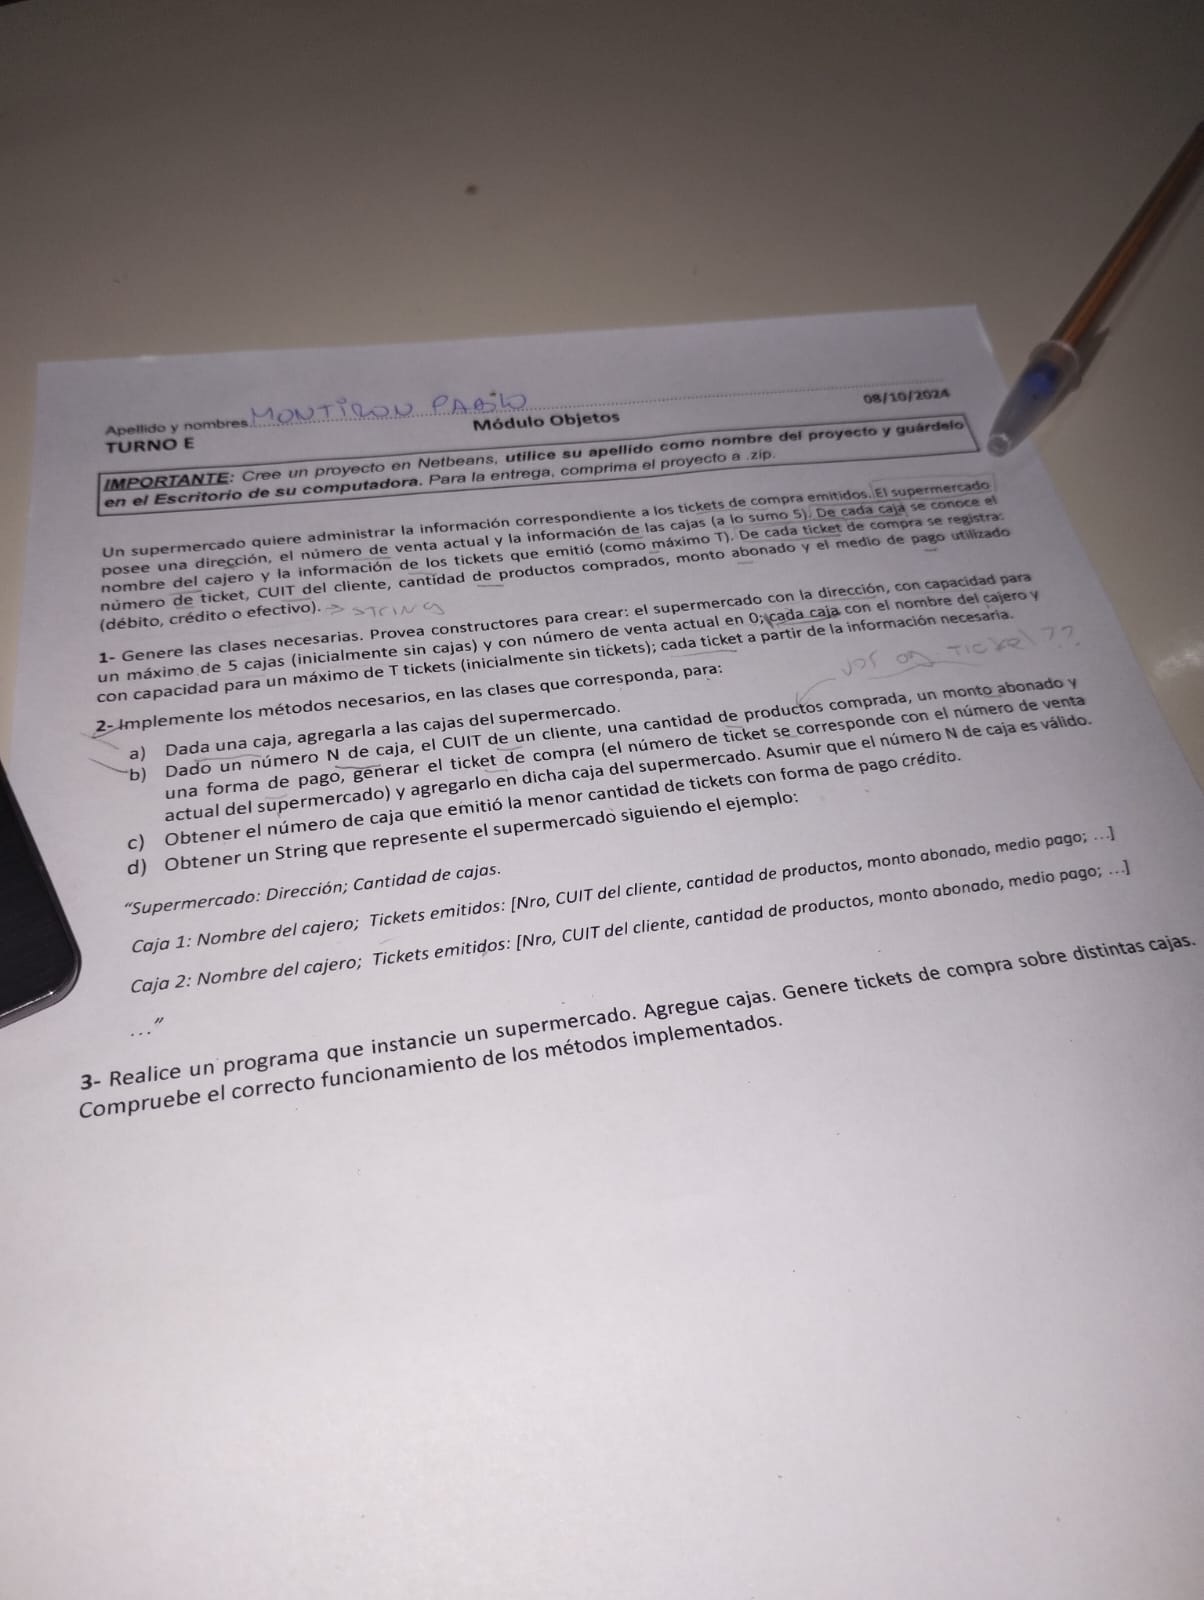 Apellido y nombres MONTIRON PABLO 08/10/2024
TURNO E Módulo Objetos
IMPORTANTE: Cree un proyecto en Netbeans, utilice su apellido como nombre del proyecto y guárdelo
en el Escritorio de su computadora. Para la entrega, comprima el proyecto a .zip.
Un supermercado quiere administrar la información correspondiente a los tickets de compra emitidos. El supermercado
posee una dirección, el número de venta actual y la información de las cajas (a lo sumo 5). De cada caja se conoce el
nombre del cajero y la información de los tickets que emitió (como máximo T). De cada ticket de compra se registra:
número de ticket, CUIT del cliente, cantidad de productos comprados, monto abonado y el medio de pago utilizado
(débito, crédito o efectivo). → STRING
1- Genere las clases necesarias. Provea constructores para crear: el supermercado con la dirección, con capacidad para
un máximo de 5 cajas (inicialmente sin cajas) y con número de venta actual en 0; cada caja con el nombre del cajero y
con capacidad para un máximo de T tickets (inicialmente sin tickets); cada ticket a partir de la información necesaria.
TICKET ??
2- Implemente los métodos necesarios, en las clases que corresponda, para:
a) Dada una caja, agregarla a las cajas del supermercado.
b) Dado un número N de caja, el CUIT de un cliente, una cantidad de productos comprada, un monto abonado y
una forma de pago, generar el ticket de compra (el número de ticket se corresponde con el número de venta
actual del supermercado) y agregarlo en dicha caja del supermercado. Asumir que el número N de caja es válido.
c) Obtener el número de caja que emitió la menor cantidad de tickets con forma de pago crédito.
d) Obtener un String que represente el supermercado siguiendo el ejemplo:
"Supermercado: Dirección; Cantidad de cajas.
Caja 1: Nombre del cajero; Tickets emitidos: [Nro, CUIT del cliente, cantidad de productos, monto abonado, medio pago; ...]
Caja 2: Nombre del cajero; Tickets emitidos: [Nro, CUIT del cliente, cantidad de productos, monto abonado, medio pago; ...]
..."
3- Realice un programa que instancie un supermercado. Agregue cajas. Genere tickets de compra sobre distintas cajas.
Compruebe el correcto funcionamiento de los métodos implementados.